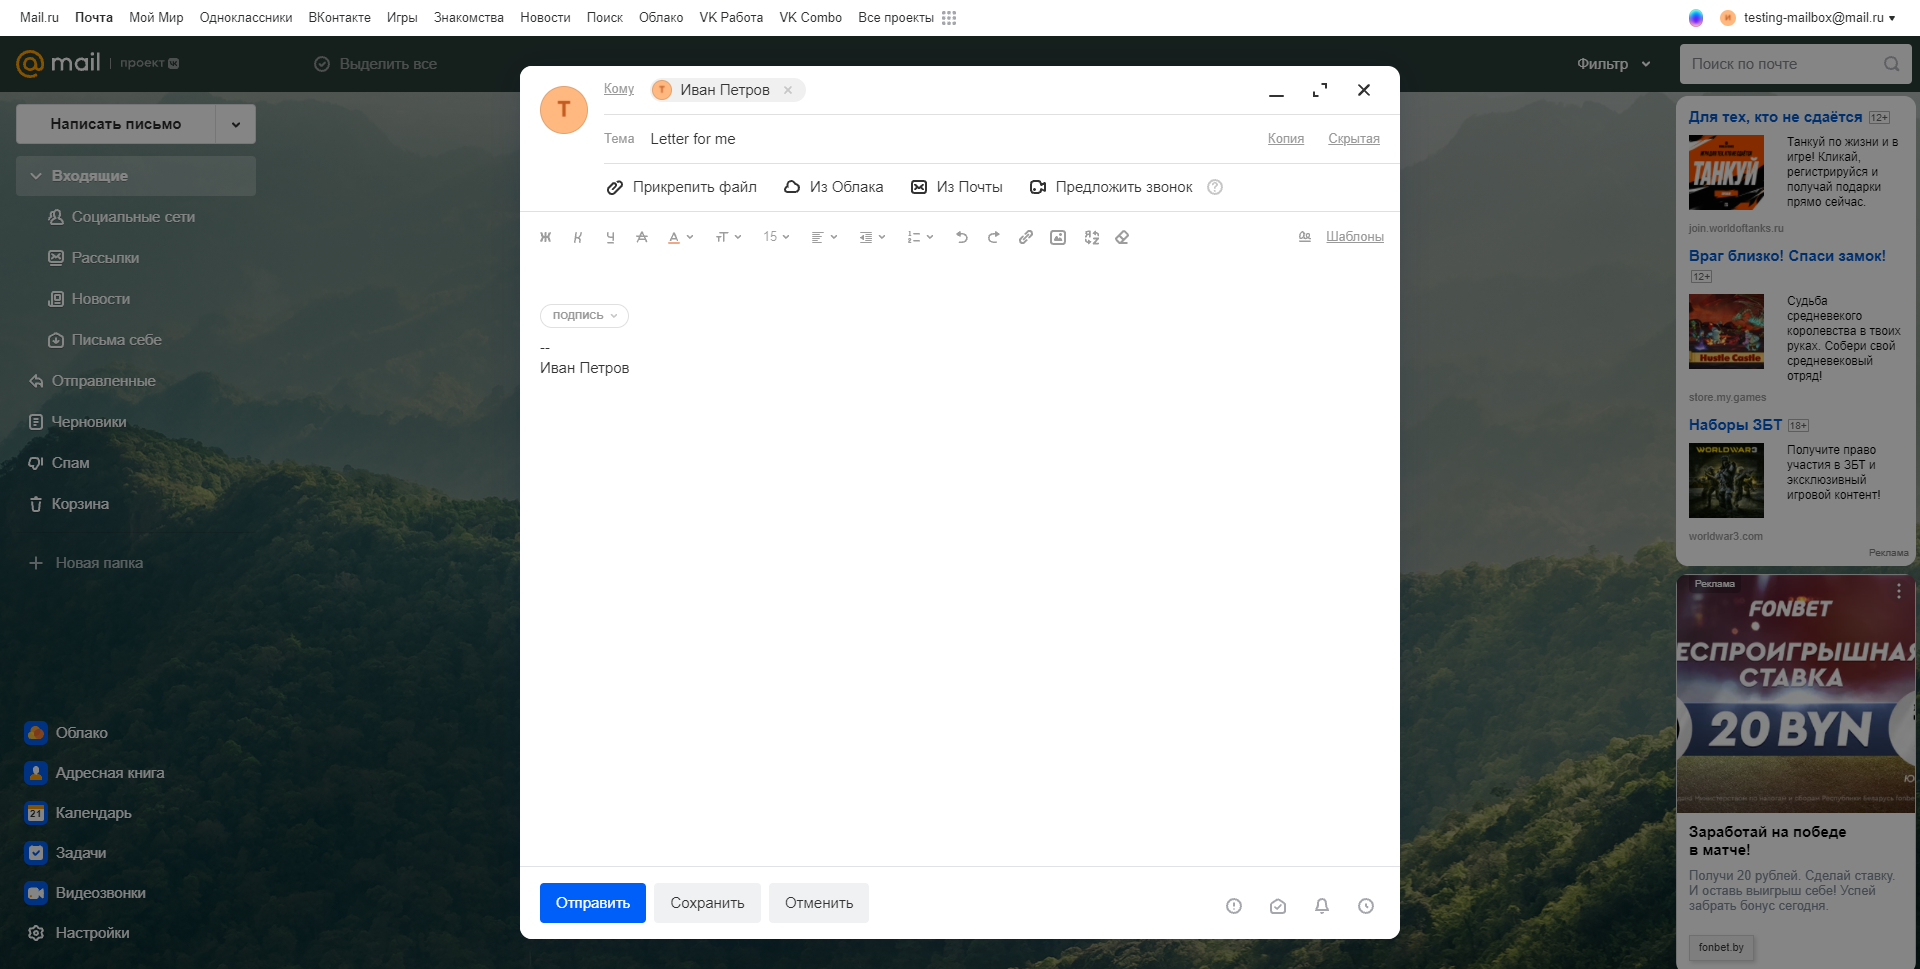 Mail.ru Почта Мой Мир Одноклассники ВКонтакте Игры Знакомства Новости Поиск Облако VK Работа VK Combo Все проекты
testing-mailbox@mail.ru
@mail проект
Выделить все
Фильтр
Поиск по почте
Написать письмо
Входящие
Социальные сети
Рассылки
Новости
Письма себе
Отправленные
Черновики
Спам
Корзина
Новая папка
Облако
Адресная книга
21 Календарь
Задачи
Видеозвонки
Настройки
Т
Кому Т Иван Петров
Тема Letter for me
Копия Скрытая
Прикрепить файл Из Облака Из Почты Предложить звонок ?
Ж К Ч А А тТ 15
Шаблоны
ПОДПИСЬ
--
Иван Петров
Отправить Сохранить Отменить
Для тех, кто не сдаётся 12+
ТАНКУЙ
Танкуй по жизни и в
игре! Кликай,
регистрируйся и
получай подарки
прямо сейчас.
join.worldoftanks.ru
Враг близко! Спаси замок!
12+
Hustle Castle
Судьба
средневекого
королевства в твоих
руках. Собери свой
средневековый
отряд!
store.my.games
Наборы ЗБТ 18+
WORLDWAR3
Получите право
участия в ЗБТ и
эксклюзивный
игровой контент!
worldwar3.com
Реклама
Реклама
FONBET
ЕСПРОИГРЫШНАЯ
СТАВКА
20 BYN
Заработай на победе
в матче!
Получи 20 рублей. Сделай ставку.
И оставь выигрыш себе! Успей
забрать бонус сегодня.
fonbet.by